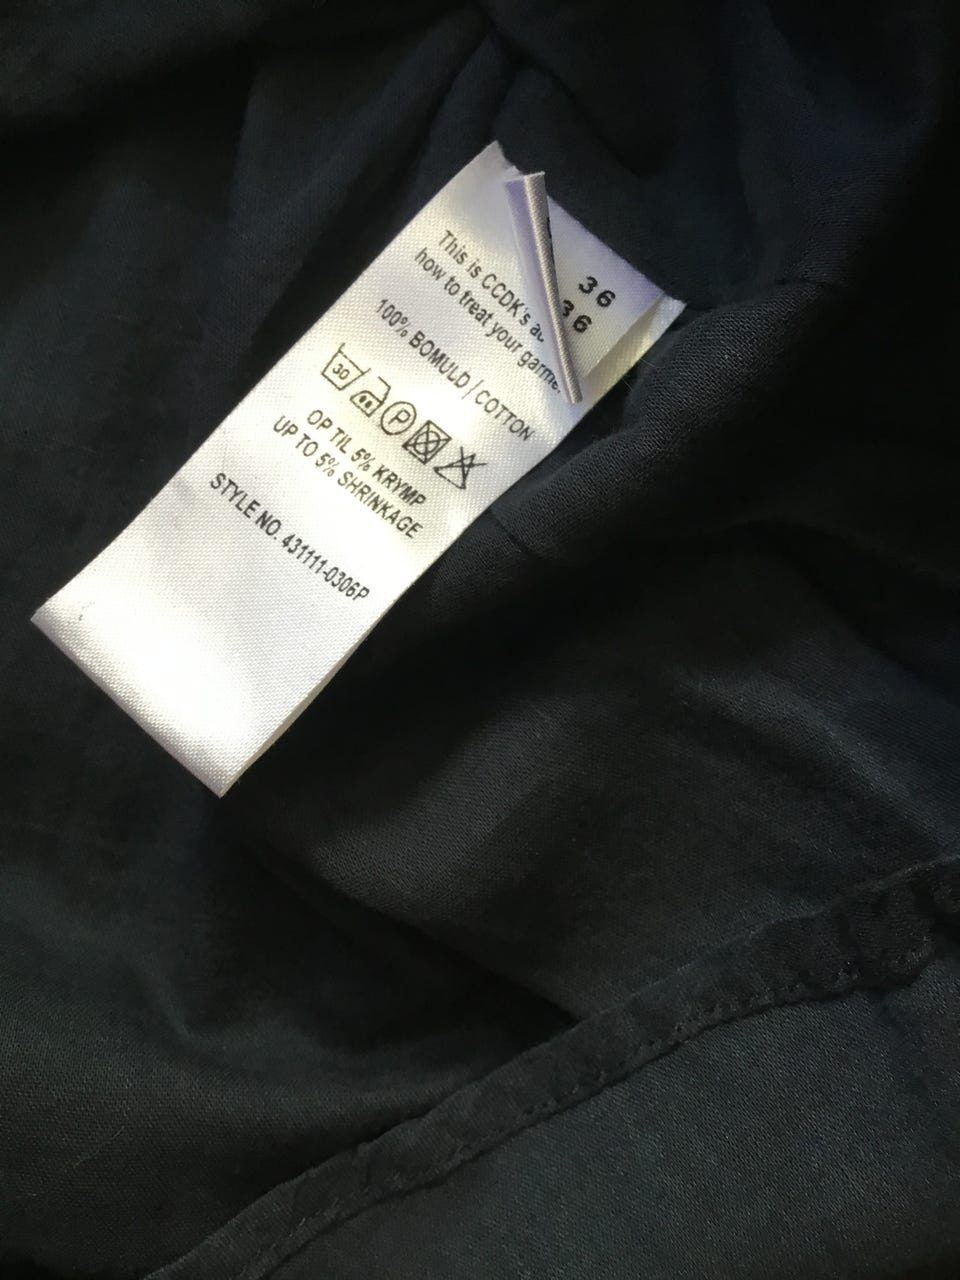 36
36
This is CCDK's
how to treat your
100% BOMULD / COTTON
30 P
OP TIL 5% KRYMP
UP TO 5% SHRINKAGE
STYLE NO. 431111-0306P